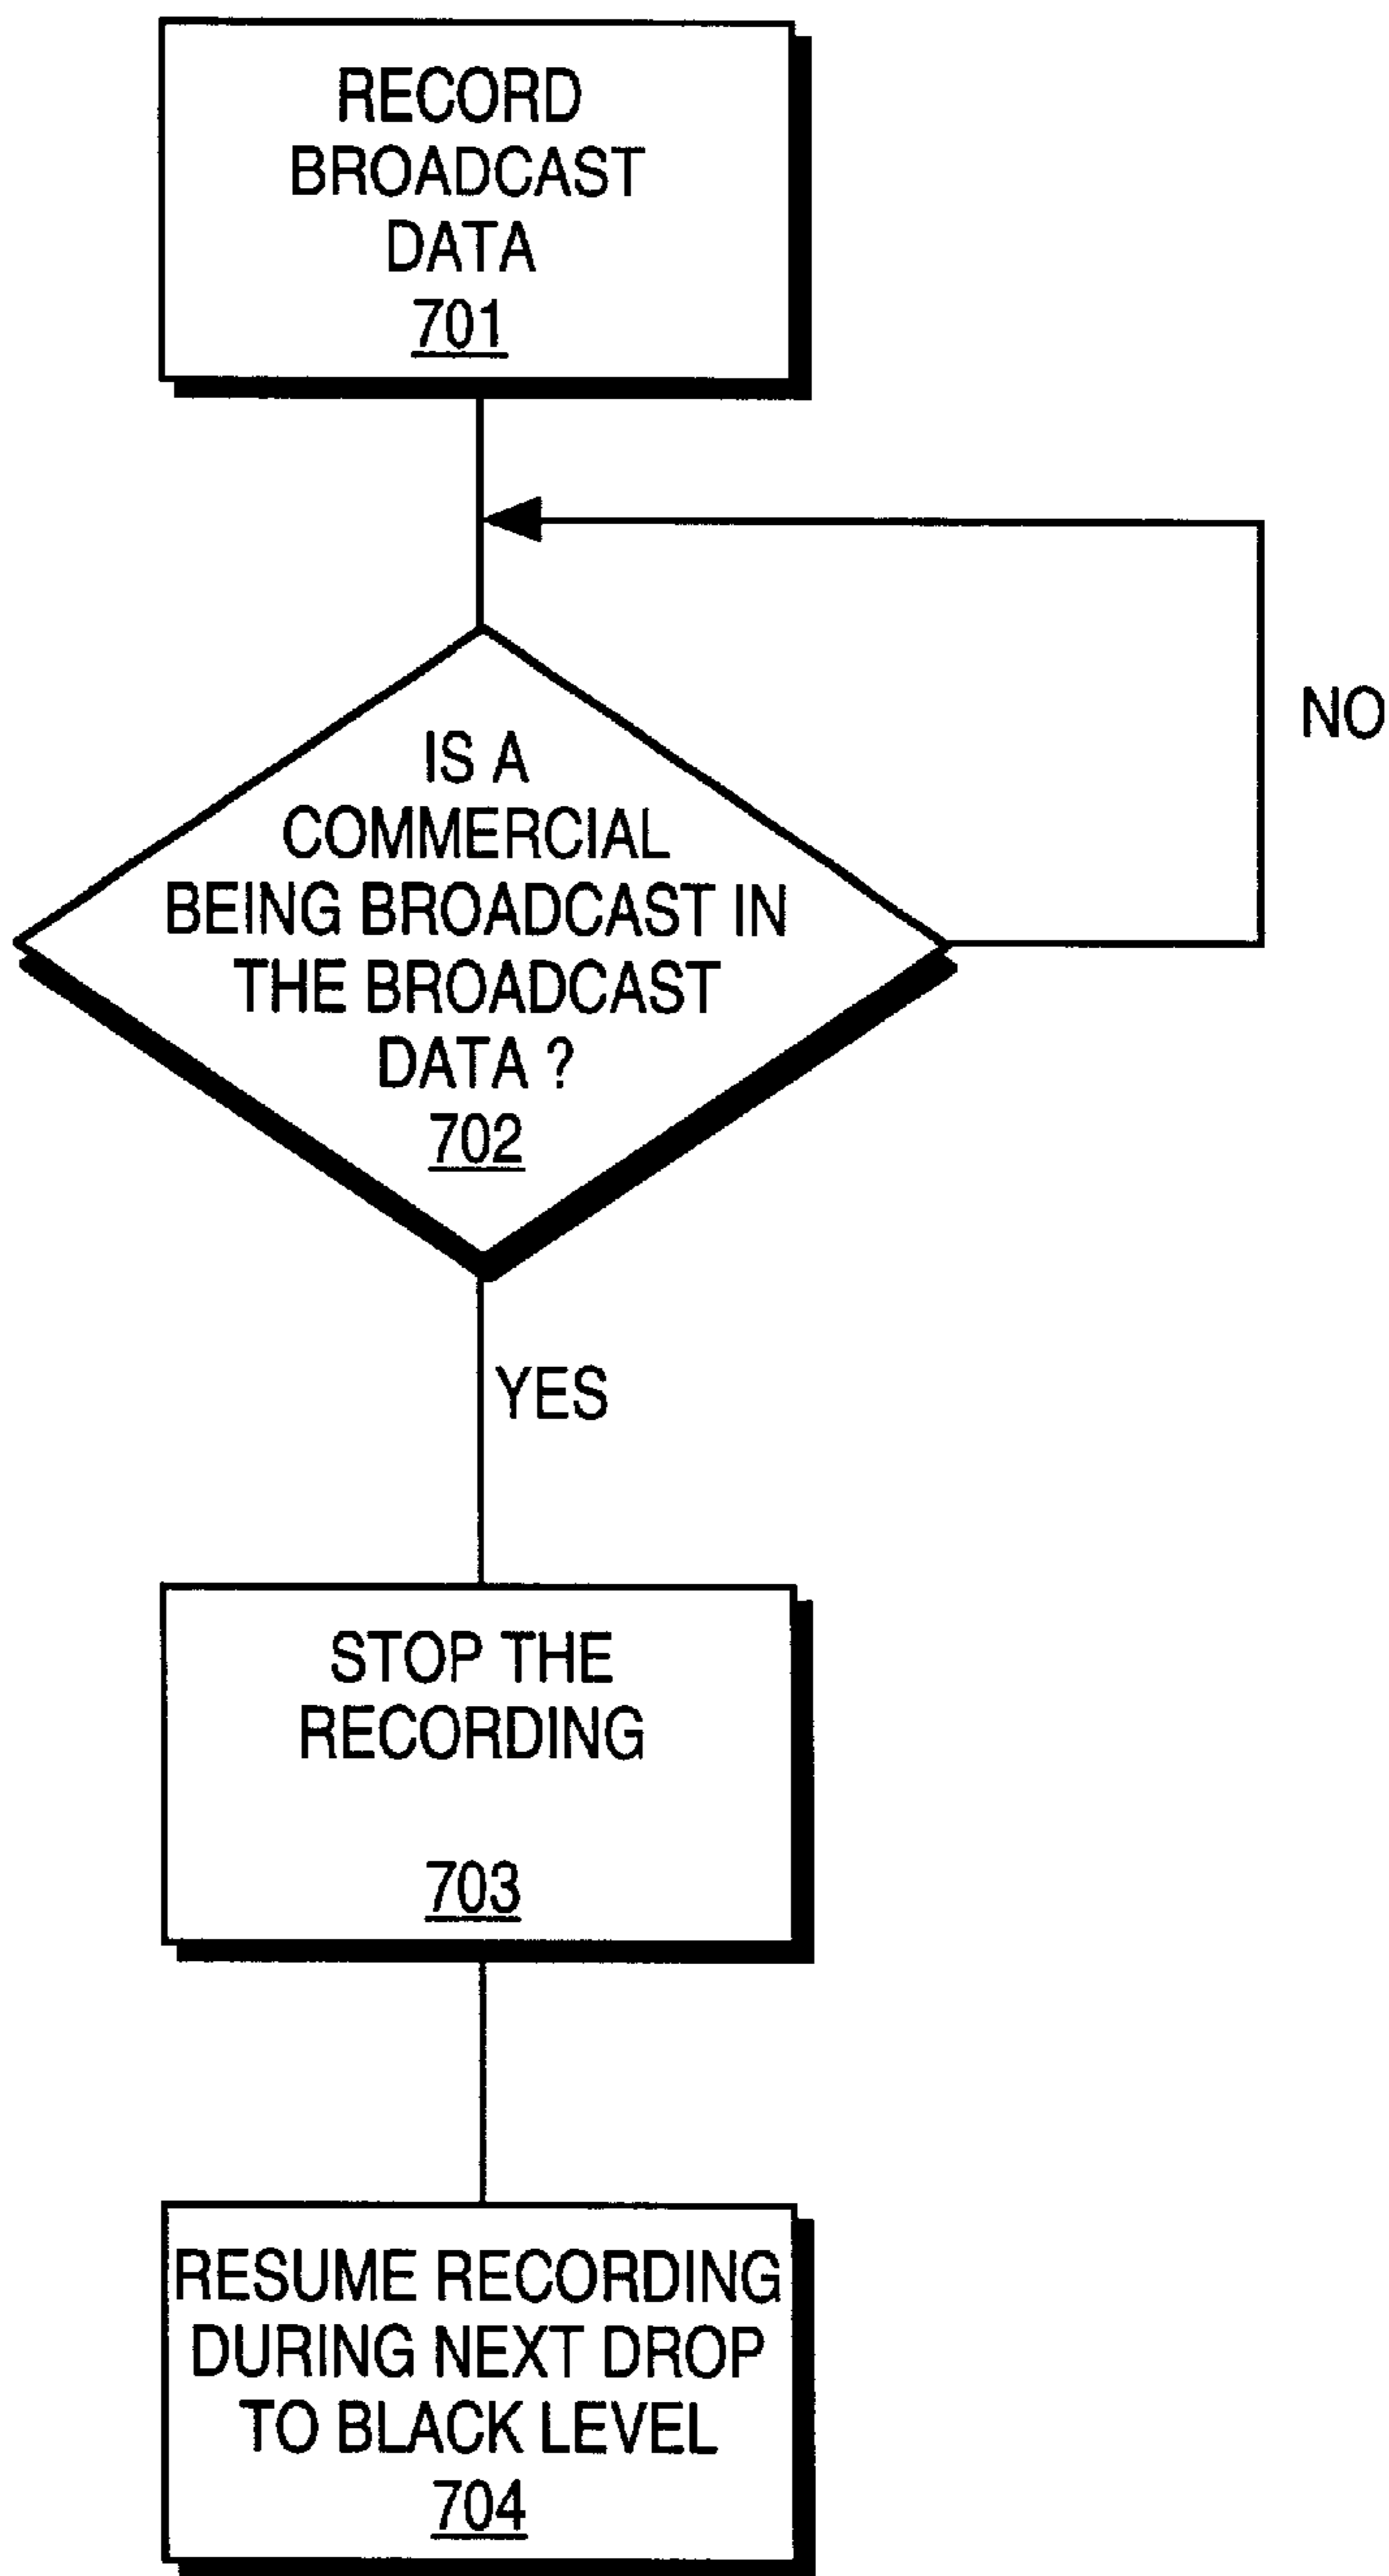 RECORD
BROADCAST
DATA
701
IS A
COMMERCIAL
BEING BROADCAST IN
THE BROADCAST
DATA ?
702
NO
YES
STOP THE
RECORDING
703
RESUME RECORDING
DURING NEXT DROP
TO BLACK LEVEL
704